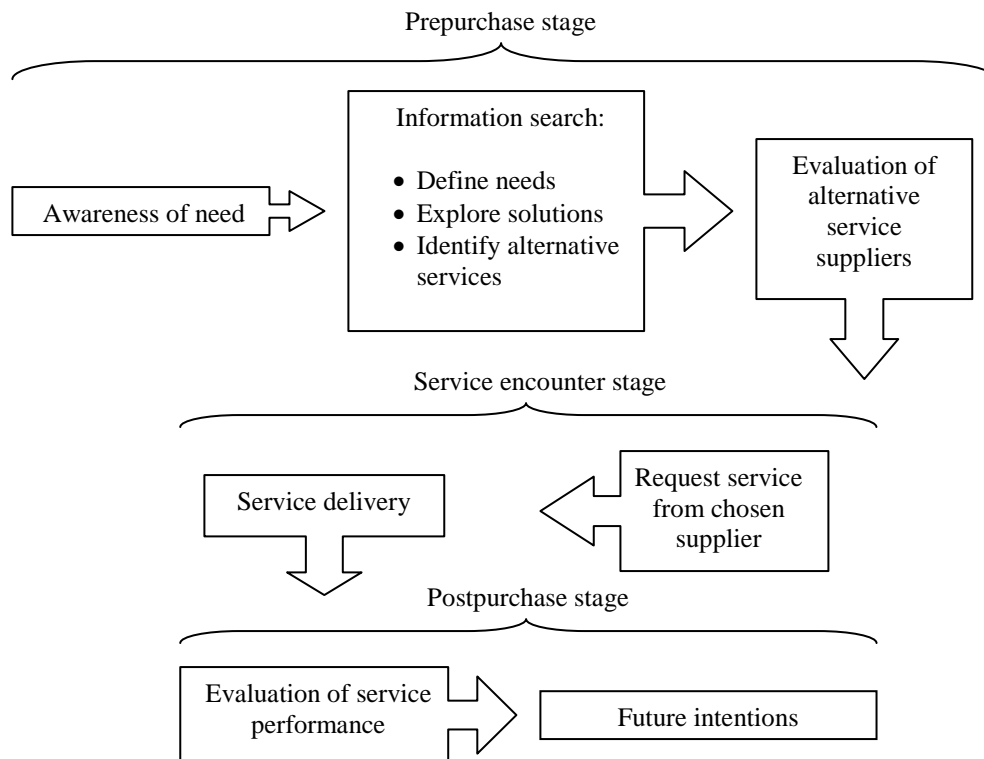 Prepurchase stage
Awareness of need
Information search:
• Define needs
• Explore solutions
• Identify alternative
services
Evaluation of
alternative
service
suppliers
Service encounter stage
Request service
from chosen
supplier
Service delivery
Postpurchase stage
Evaluation of service
performance
Future intentions